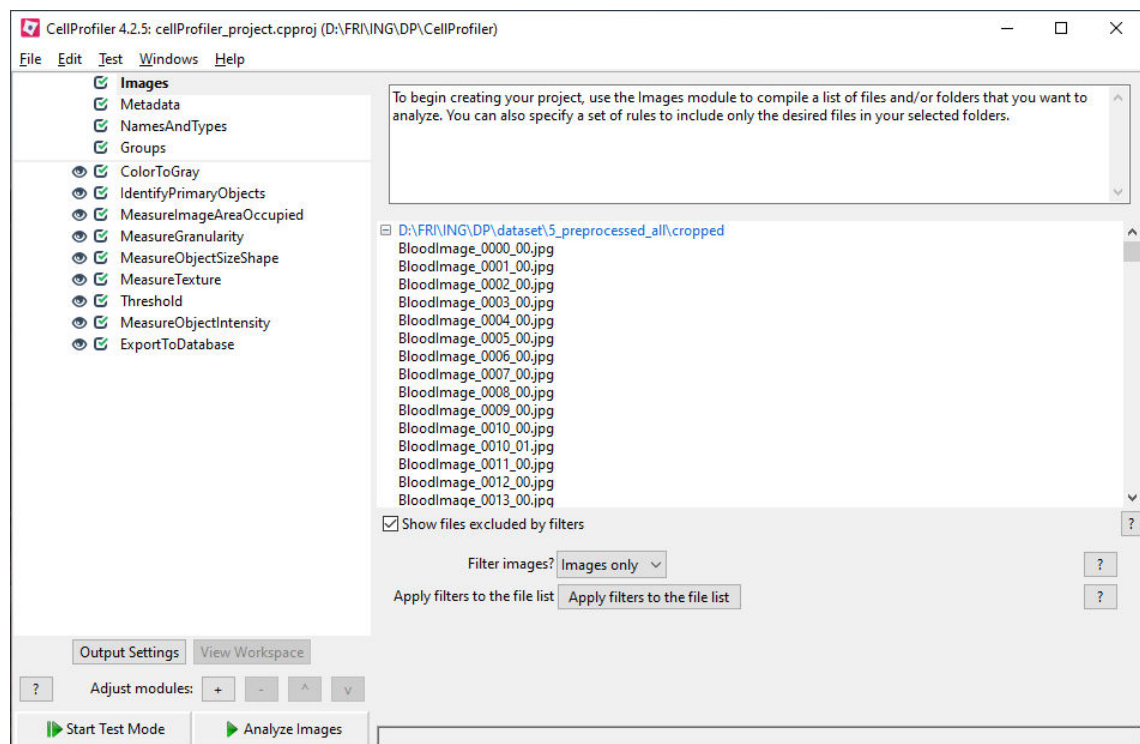 CellProfiler 4.2.5: cellProfiler_project.cpproj (D:\FRI\ING\DP\CellProfiler)
File Edit Test Windows Help
Images
Metadata
NamesAndTypes
Groups
ColorToGray
IdentifyPrimaryObjects
MeasureImageAreaOccupied
MeasureGranularity
MeasureObjectSizeShape
MeasureTexture
Threshold
MeasureObjectIntensity
ExportToDatabase
Output Settings View Workspace
? Adjust modules: + - ^ v
Start Test Mode Analyze Images
To begin creating your project, use the Images module to compile a list of files and/or folders that you want to
analyze. You can also specify a set of rules to include only the desired files in your selected folders.
D:\FRI\ING\DP\dataset\5_preprocessed_all\cropped
BloodImage_0000_00.jpg
BloodImage_0001_00.jpg
BloodImage_0002_00.jpg
BloodImage_0003_00.jpg
BloodImage_0004_00.jpg
BloodImage_0005_00.jpg
BloodImage_0006_00.jpg
BloodImage_0007_00.jpg
BloodImage_0008_00.jpg
BloodImage_0009_00.jpg
BloodImage_0010_00.jpg
BloodImage_0010_01.jpg
BloodImage_0011_00.jpg
BloodImage_0012_00.jpg
BloodImage_0013_00.jpg
Show files excluded by filters ?
Filter images? Images only ?
Apply filters to the file list Apply filters to the file list ?